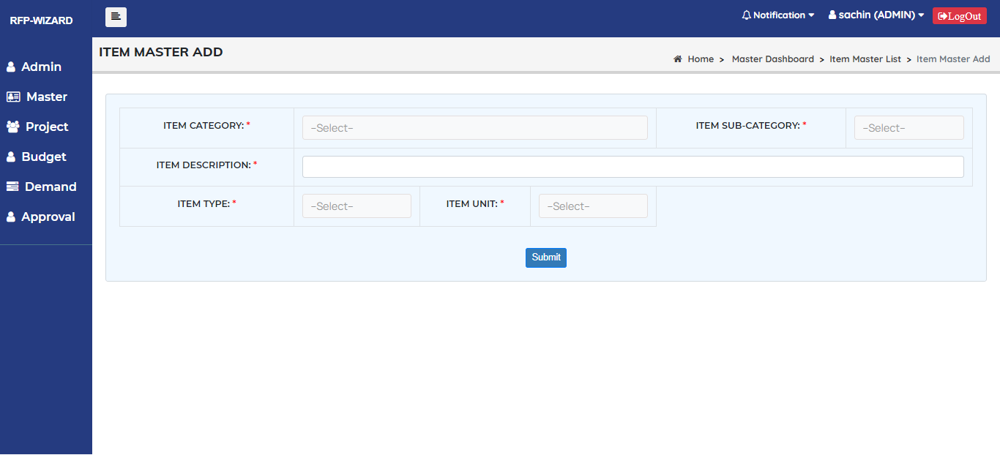 RFP-WIZARD
Notification
sachin (ADMIN)
LogOut
Admin
Master
Project
Budget
Demand
Approval
ITEM MASTER ADD
Home > Master Dashboard > Item Master List > Item Master Add
ITEM CATEGORY: * -Select- ITEM SUB-CATEGORY: * -Select-
ITEM DESCRIPTION: *
ITEM TYPE: * -Select- ITEM UNIT: * -Select-
Submit